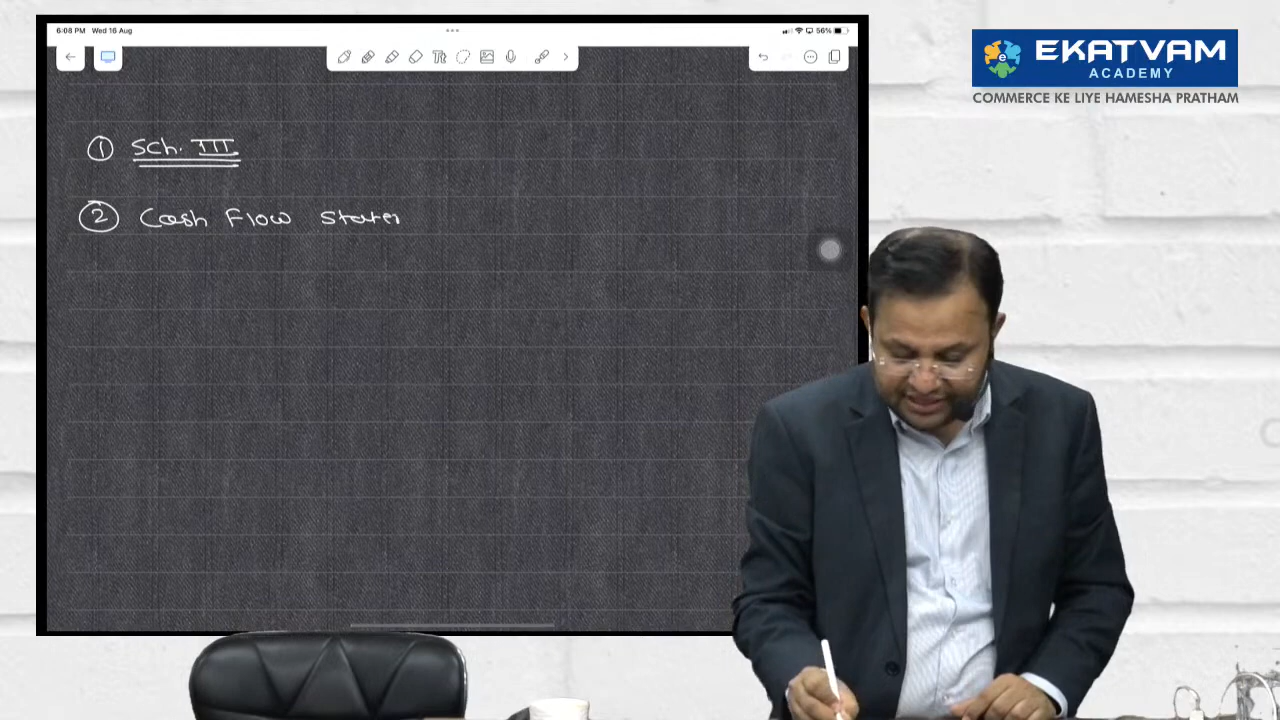 6:08 PM Wed 16 Aug
56%
EKATVAM
ACADEMY
COMMERCE KE LIYE HAMESHA PRATHAM
① Sch. III
② Cash Flow